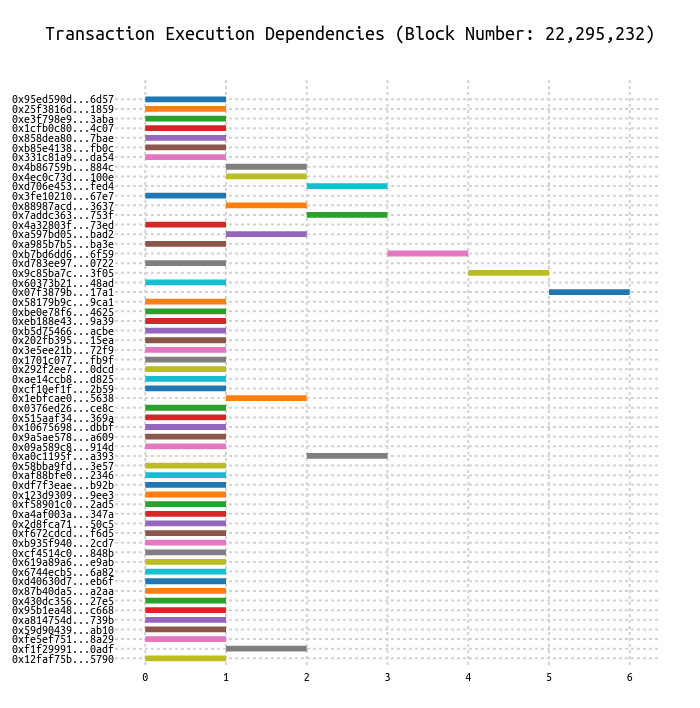 Transaction Execution Dependencies (Block Number: 22,295,232)
0x95ed590d...6d57
0x25f3816d...1859
0xe3f798e9...3aba
0x1cfb0c80...4c07
0x858dea80...7bae
0xb85e4138...fb0c
0x331c81a9...da54
0x4b86759b...884c
0x4ec0c73d...100e
0xd706e453...fed4
0x3fe10210...67e7
0x88987acd...3637
0x7addc363...753f
0x4a32803f...73ed
0xa597bd05...bad2
0xa985b7b5...ba3e
0xb7bd6dd6...6f59
0xd783ee97...0722
0x9c85ba7c...3f05
0x60373b21...48ad
0x07f3879b...17a1
0x58179b9c...9ca1
0xbe0e78f6...4625
0xeb188e43...9a39
0xb5d75466...acbe
0x202fb395...15ea
0x3e5ee21b...72f9
0x1701c077...fb9f
0x292f2ee7...0dcd
0xae14ccb8...d825
0xcf10ef1f...2b59
0x1ebfcae0...5638
0x0376ed26...ce8c
0x515aaf34...369a
0x10675698...dbbf
0x9a5ae578...a609
0x09a589c8...914d
0xa0c1195f...a393
0x58bba9fd...3e57
0xaf88bfe0...2346
0xdf7f3eae...b92b
0x123d9309...9ee3
0xf58901c0...2ad5
0xa4af003a...347a
0x2d8fca71...50c5
0xf672cdcd...f6d5
0xb935f940...2cd7
0xcf4514c0...848b
0x619a89a6...e9ab
0x6744ecb5...6a82
0xd40630d7...eb6f
0x87b40da5...a2aa
0x430dc356...27e5
0x95b1ea48...c668
0xa814754d...739b
0x59d90439...ab10
0xfe5ef751...8a29
0xf1f29991...0adf
0x12faf75b...5790
0 1 2 3 4 5 6